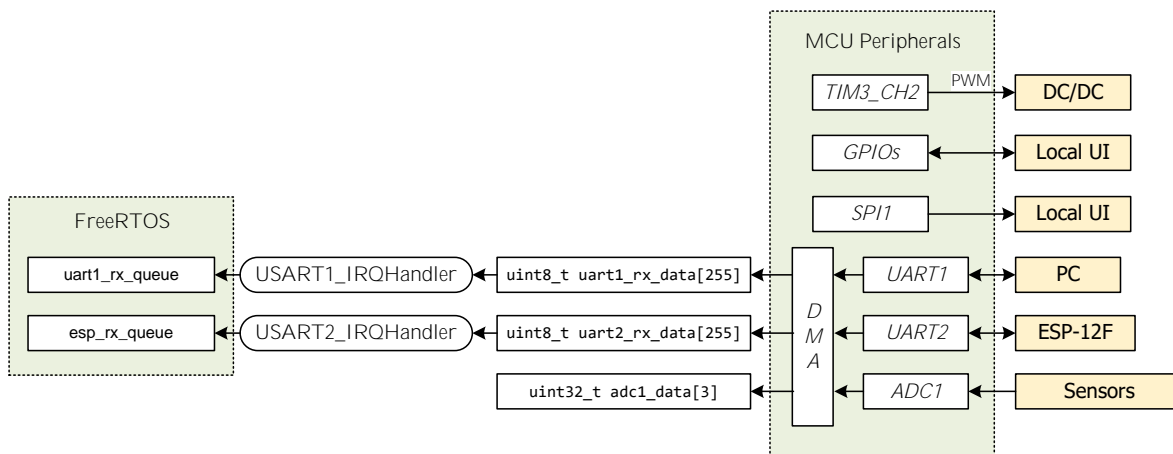 MCU Peripherals
TIM3_CH2
PWM
DC/DC
GPIOs
Local UI
SPI1
Local UI
FreeRTOS
uart1_rx_queue
USART1_IRQHandler
uint8_t uart1_rx_data[255]
UART1
PC
esp_rx_queue
USART2_IRQHandler
uint8_t uart2_rx_data[255]
D
M
A
UART2
ESP-12F
uint32_t adc1_data[3]
ADC1
Sensors